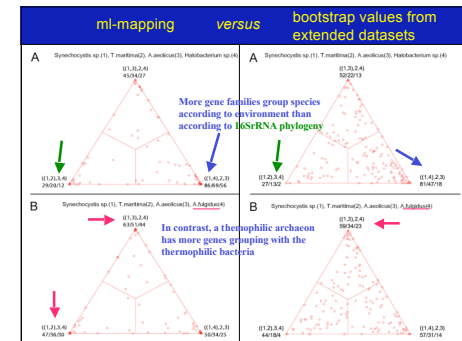 ml-mapping versus bootstrap values from
extended datasets
A
Synechocystis sp.(1), T.maritima(2), A.aeolicus(3), Halobacterium sp.(4)
((1,3),2,4)
45/34/27
((1,2),3,4)
29/20/12
((1,4),2,3)
86/69/56
A
Synechocystis sp.(1), T.maritima(2), A.aeolicus(3), Halobacterium sp.(4)
((1,3),2,4)
52/22/13
((1,2),3,4)
27/13/2
((1,4),2,3)
81/47/18
More gene families group species
according to environment than
according to 16SrRNA phylogeny
B
Synechocystis sp.(1), T.maritima(2), A.aeolicus(3), A.fulgidus(4)
((1,3),2,4)
63/51/44
((1,2),3,4)
47/36/30
((1,4),2,3)
50/34/25
B
Synechocystis sp.(1), T.maritima(2), A.aeolicus(3), A.fulgidus(4)
((1,3),2,4)
59/34/23
((1,2),3,4)
44/18/4
((1,4),2,3)
57/31/14
In contrast, a themophilic archaeon
has more genes grouping with the
thermophilic bacteria